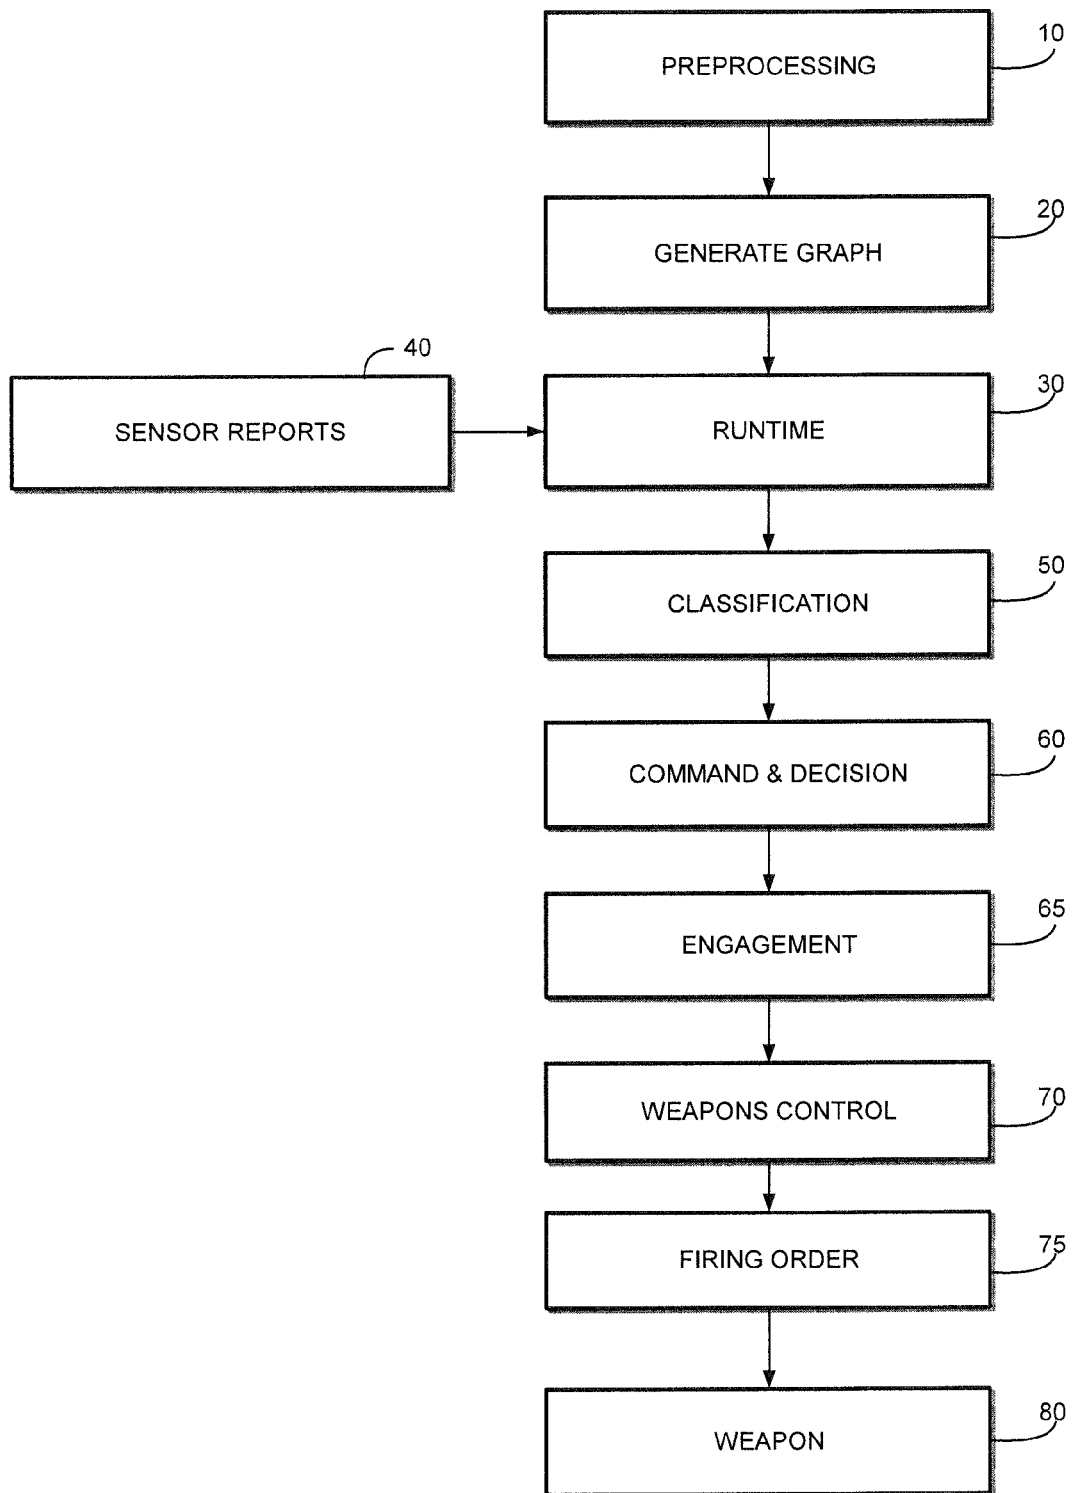 10
PREPROCESSING
20
GENERATE GRAPH
40
30
SENSOR REPORTS
RUNTIME
50
CLASSIFICATION
60
COMMAND & DECISION
65
ENGAGEMENT
70
WEAPONS CONTROL
75
FIRING ORDER
80
WEAPON